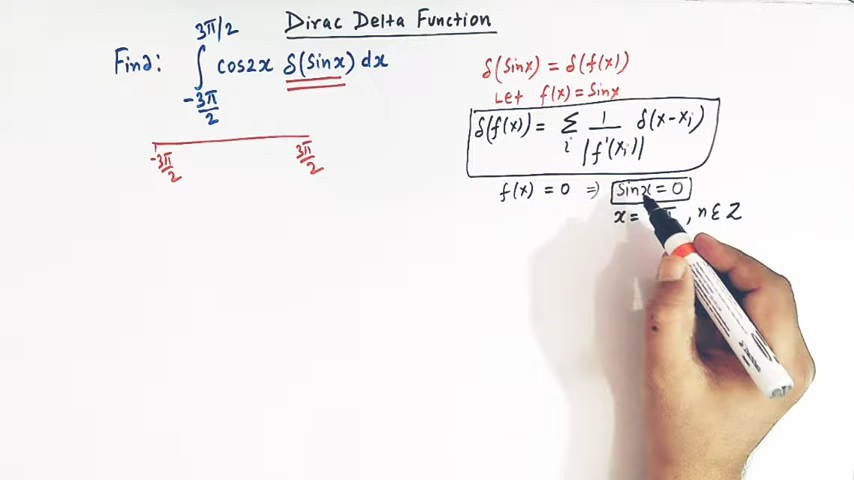 Dirac Delta Function
Find: ∫_{-3π/2}^{3π/2} cos2x δ(sinx) dx
-3π/2 3π/2
δ(sinx) = δ(f(x))
Let f(x) = sinx
δ(f(x)) = Σ_i 1/|f'(x_i)| δ(x-x_i)
f(x) = 0 ⇒ sinx = 0
x = , n ε Z